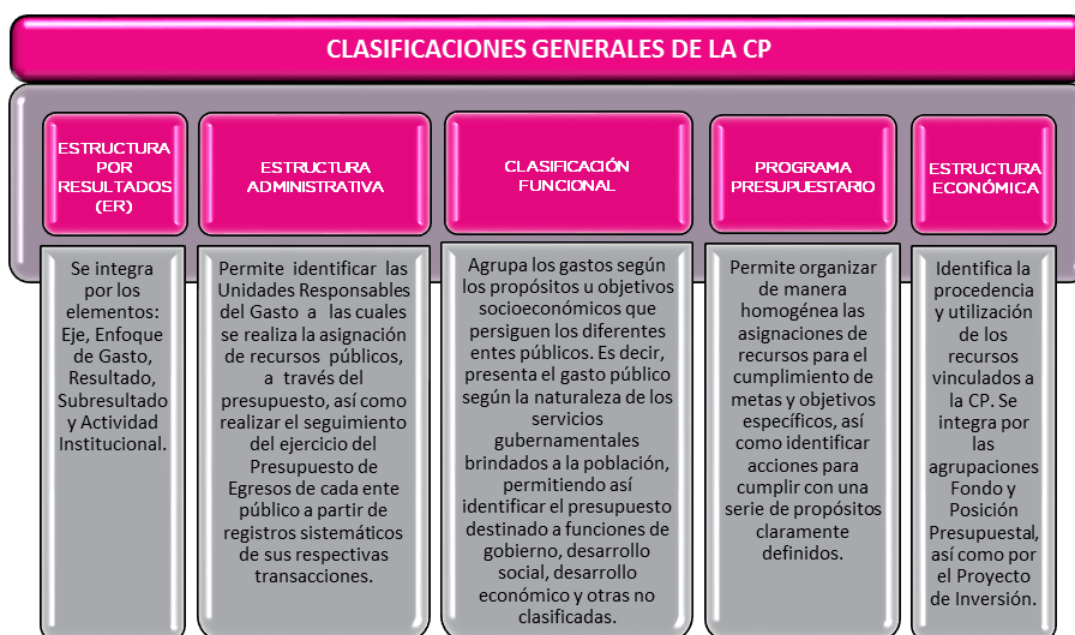 CLASIFICACIONES GENERALES DE LA CP
ESTRUCTURA
POR
RESULTADOS
(ER)
Se integra
por los
elementos:
Eje, Enfoque
de Gasto,
Resultado,
Subresultado
y Actividad
Institucional.
ESTRUCTURA
ADMINISTRATIVA
Permite identificar las
Unidades Responsables
del Gasto a las cuales
se realiza la asignación
de recursos públicos,
a través del
presupuesto, así como
realizar el seguimiento
del ejercicio del
Presupuesto de
Egresos de cada ente
público a partir de
registros sistemáticos
de sus respectivas
transacciones.
CLASIFICACIÓN
FUNCIONAL
Agrupa los gastos según
los propósitos u objetivos
socioeconómicos que
persiguen los diferentes
entes públicos. Es decir,
presenta el gasto público
según la naturaleza de los
servicios
gubernamentales
brindados a la población,
permitiendo así
identificar el presupuesto
destinado a funciones de
gobierno, desarrollo
social, desarrollo
económico y otras no
clasificadas.
PROGRAMA
PRESUPUESTARIO
Permite organizar
de manera
homogénea las
asignaciones de
recursos para el
cumplimiento de
metas y objetivos
específicos, así
como identificar
acciones para
cumplir con una
serie de propósitos
claramente
definidos.
ESTRUCTURA
ECONÓMICA
Identifica la
procedencia
y utilización
de los
recursos
vinculados a
la CP. Se
integra por
las
agrupaciones
Fondo y
Posición
Presupuestal,
así como por
el Proyecto
de Inversión.